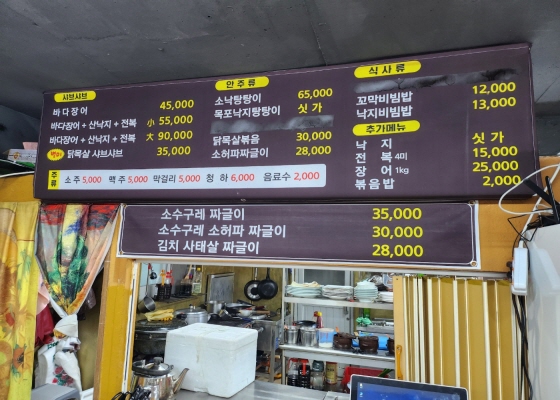 샤브샤브
바다장어 45,000
바다장어 + 산낙지 + 전복 小 55,000
바다장어 + 산낙지 + 전복 大 90,000
닭목살 샤브샤브 35,000
안주류
소낙탕탕이 65,000
목포낙지탕탕이 싯가
닭목살볶음 30,000
소허파짜글이 28,000
식사류
12,000
꼬막비빔밥 13,000
낙지비빔밥
추가메뉴
낙지 싯가
전복 4미 15,000
장어 1kg 25,000
볶음밥 2,000
주류
소주 5,000 맥주 5,000 막걸리 5,000 청하 6,000 음료수 2,000
소수구레 짜글이 35,000
소수구레 소허파 짜글이 30,000
김치 사태살 짜글이 28,000